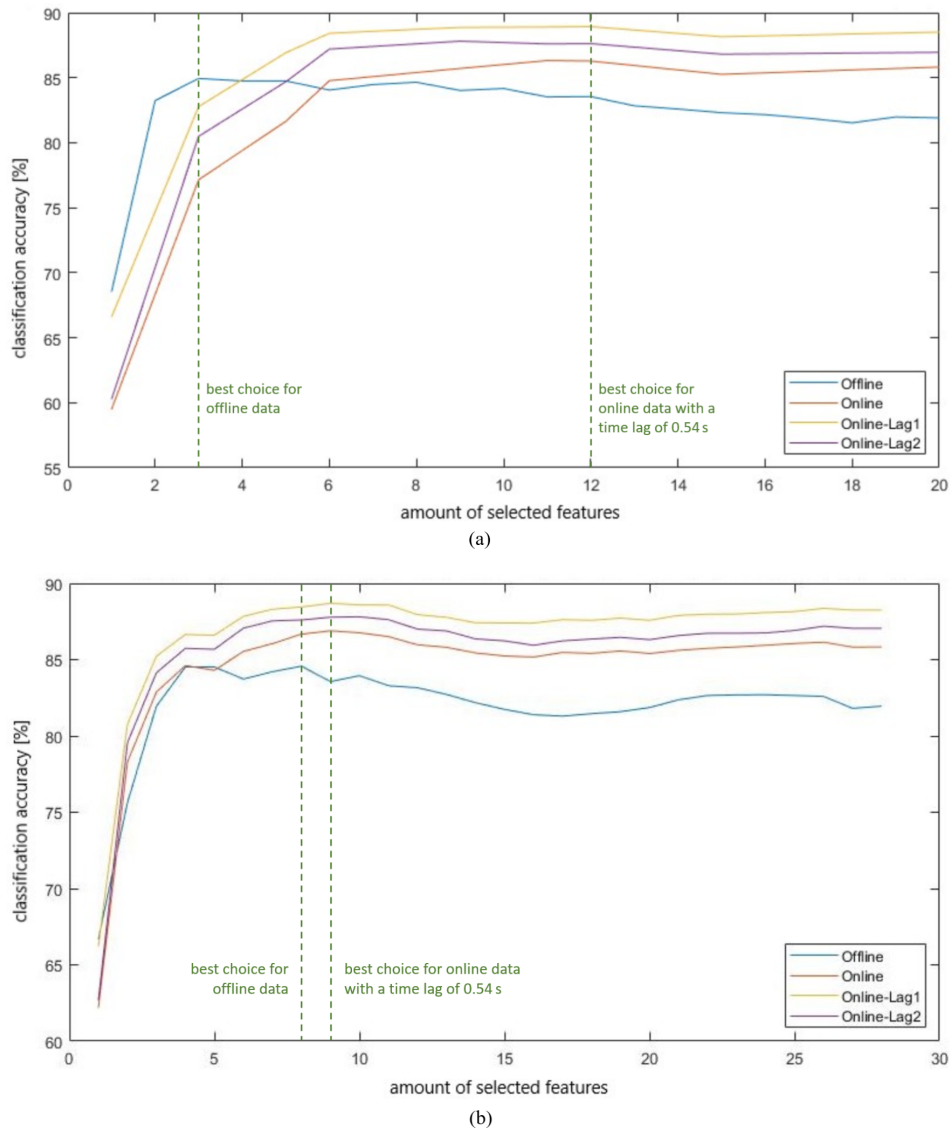 90
85
80
75
70
65
60
55
classification accuracy [%]
best choice for
offline data
best choice for
online data with a
time lag of 0.54 s
Offline
Online
Online-Lag1
Online-Lag2
0 2 4 6 8 10 12 14 16 18 20
amount of selected features
(a)
90
85
80
75
70
65
60
classification accuracy [%]
best choice for
offline data
best choice for online data
with a time lag of 0.54 s
Offline
Online
Online-Lag1
Online-Lag2
0 5 10 15 20 25 30
amount of selected features
(b)